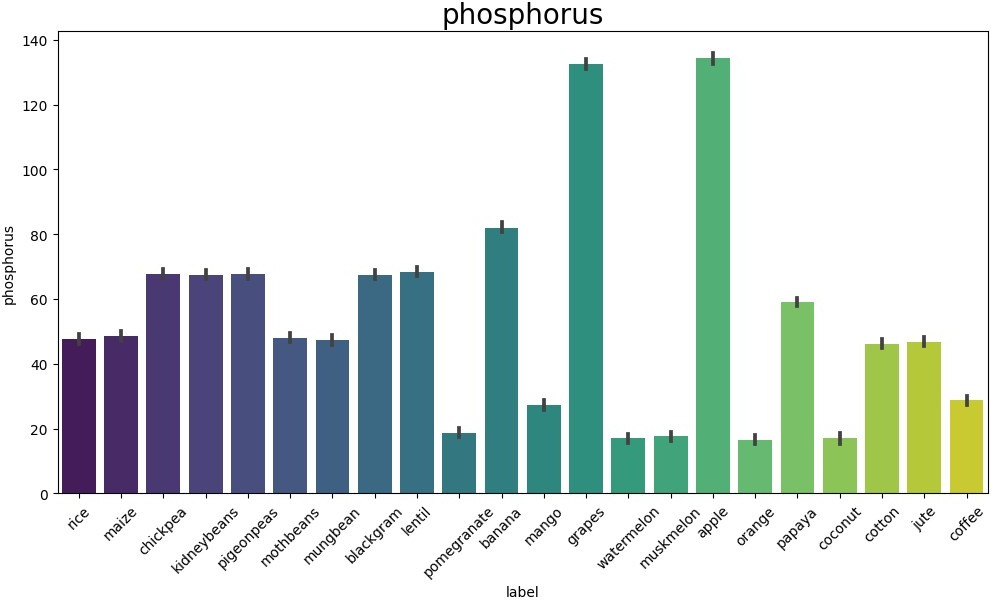 phosphorus
phosphorus
140
120
100
80
60
40
20
0
rice
maize
chickpea
kidneybeans
pigeonpeas
mothbeans
mungbean
blackgram
lentil
pomegranate
banana
mango
grapes
watermelon
muskmelon
apple
orange
papaya
coconut
cotton
jute
coffee
label